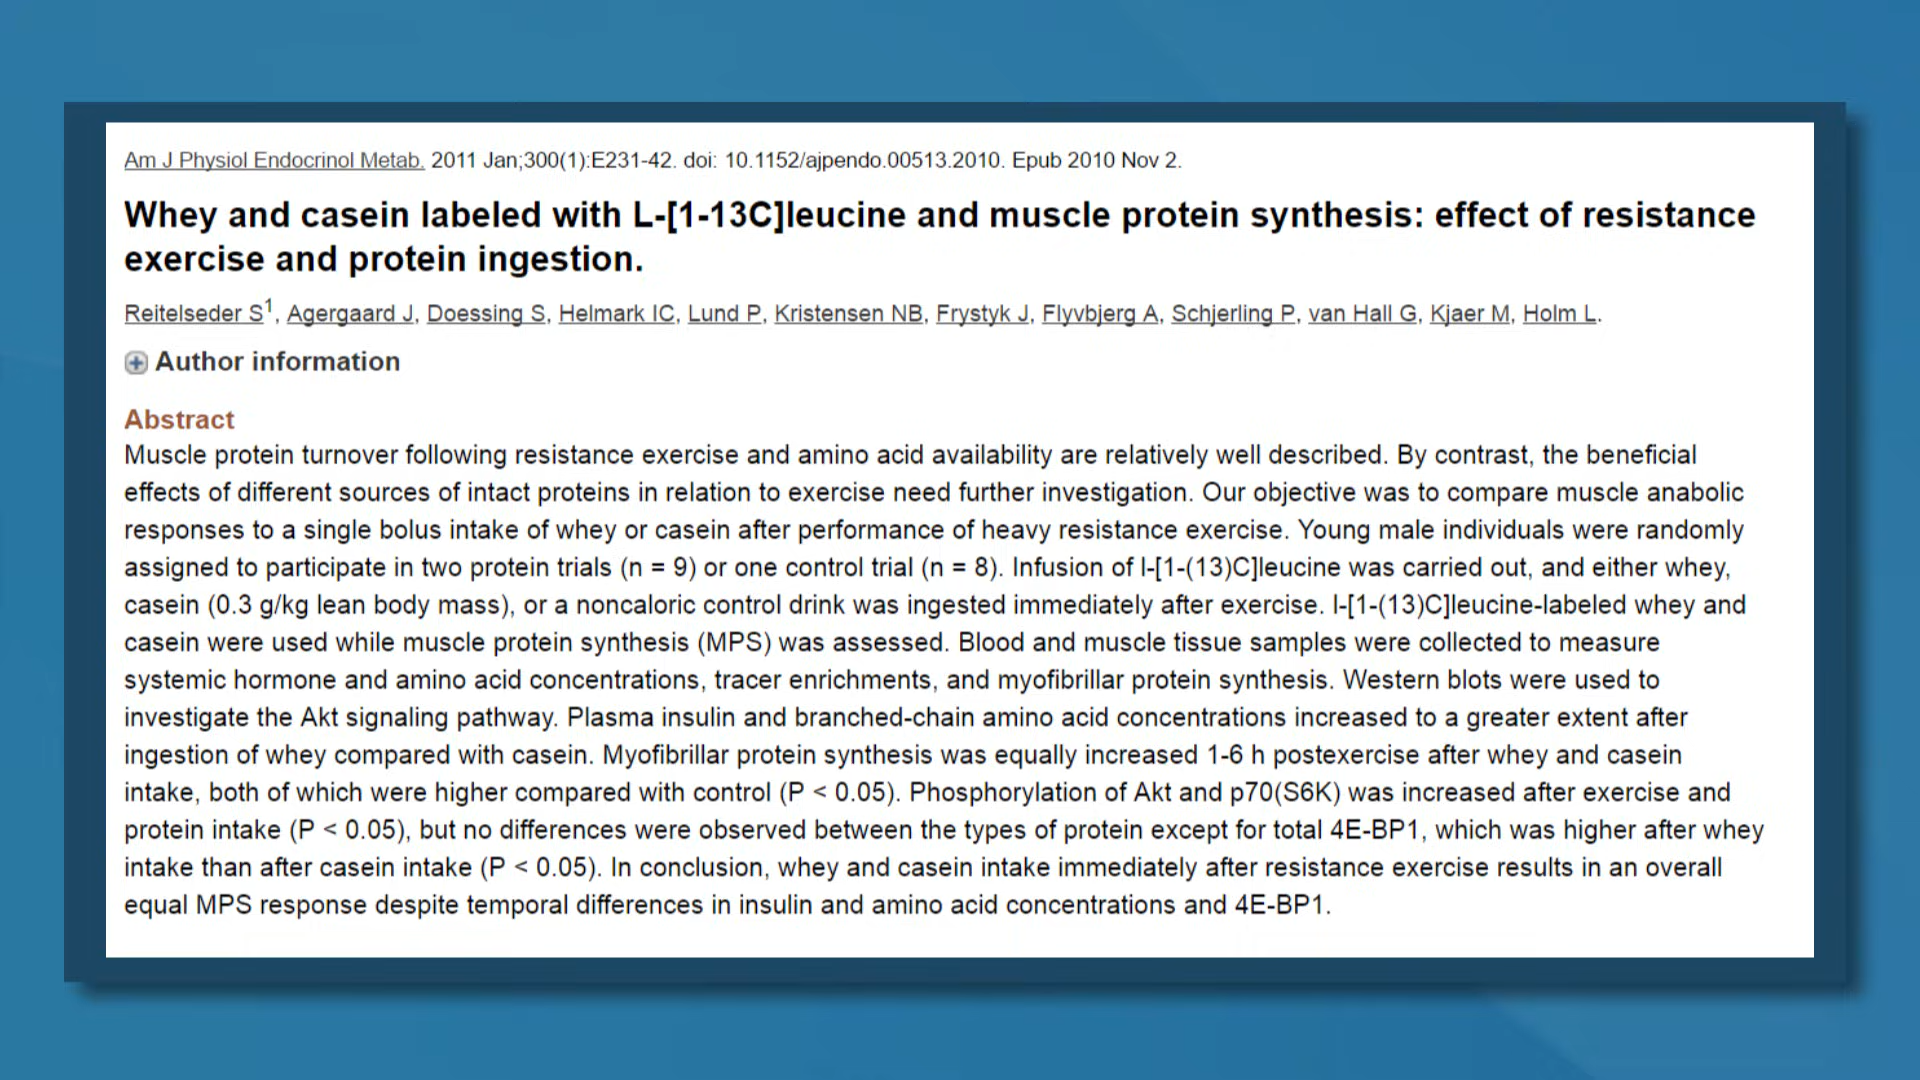 Am J Physiol Endocrinol Metab. 2011 Jan;300(1):E231-42. doi: 10.1152/ajpendo.00513.2010. Epub 2010 Nov 2.
Whey and casein labeled with L-[1-13C]leucine and muscle protein synthesis: effect of resistance
exercise and protein ingestion.
Reitelseder S1, Agergaard J, Doessing S, Helmark IC, Lund P, Kristensen NB, Frystyk J, Flyvbjerg A, Schjerling P, van Hall G, Kjaer M, Holm L.
Author information
Abstract
Muscle protein turnover following resistance exercise and amino acid availability are relatively well described. By contrast, the beneficial
effects of different sources of intact proteins in relation to exercise need further investigation. Our objective was to compare muscle anabolic
responses to a single bolus intake of whey or casein after performance of heavy resistance exercise. Young male individuals were randomly
assigned to participate in two protein trials (n = 9) or one control trial (n = 8). Infusion of l-[1-(13)C]leucine was carried out, and either whey,
casein (0.3 g/kg lean body mass), or a noncaloric control drink was ingested immediately after exercise. l-[1-(13)C]leucine-labeled whey and
casein were used while muscle protein synthesis (MPS) was assessed. Blood and muscle tissue samples were collected to measure
systemic hormone and amino acid concentrations, tracer enrichments, and myofibrillar protein synthesis. Western blots were used to
investigate the Akt signaling pathway. Plasma insulin and branched-chain amino acid concentrations increased to a greater extent after
ingestion of whey compared with casein. Myofibrillar protein synthesis was equally increased 1-6 h postexercise after whey and casein
intake, both of which were higher compared with control (P < 0.05). Phosphorylation of Akt and p70(S6K) was increased after exercise and
protein intake (P < 0.05), but no differences were observed between the types of protein except for total 4E-BP1, which was higher after whey
intake than after casein intake (P < 0.05). In conclusion, whey and casein intake immediately after resistance exercise results in an overall
equal MPS response despite temporal differences in insulin and amino acid concentrations and 4E-BP1.